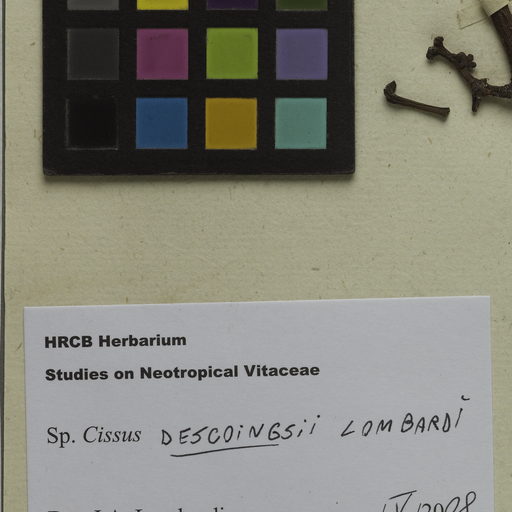 HRCB Herbarium
Studies on Neotropical Vitaceae
Sp. Cissus DESCOINGSii LOMBARDi